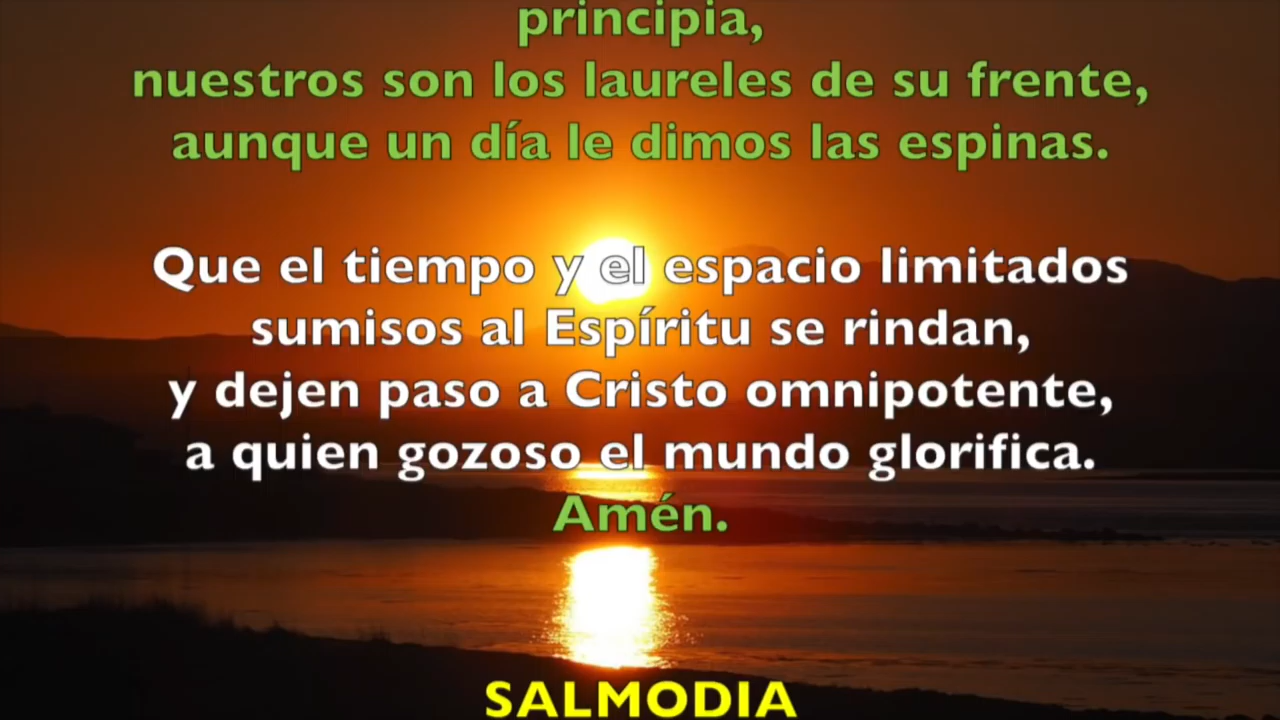 principia,
nuestros son los laureles de su frente,
aunque un día le dimos las espinas.
Que el tiempo y el espacio limitados
sumisos al Espíritu se rindan,
y dejen paso a Cristo omnipotente,
a quien gozoso el mundo glorifica.
Amén.
SALMODIA